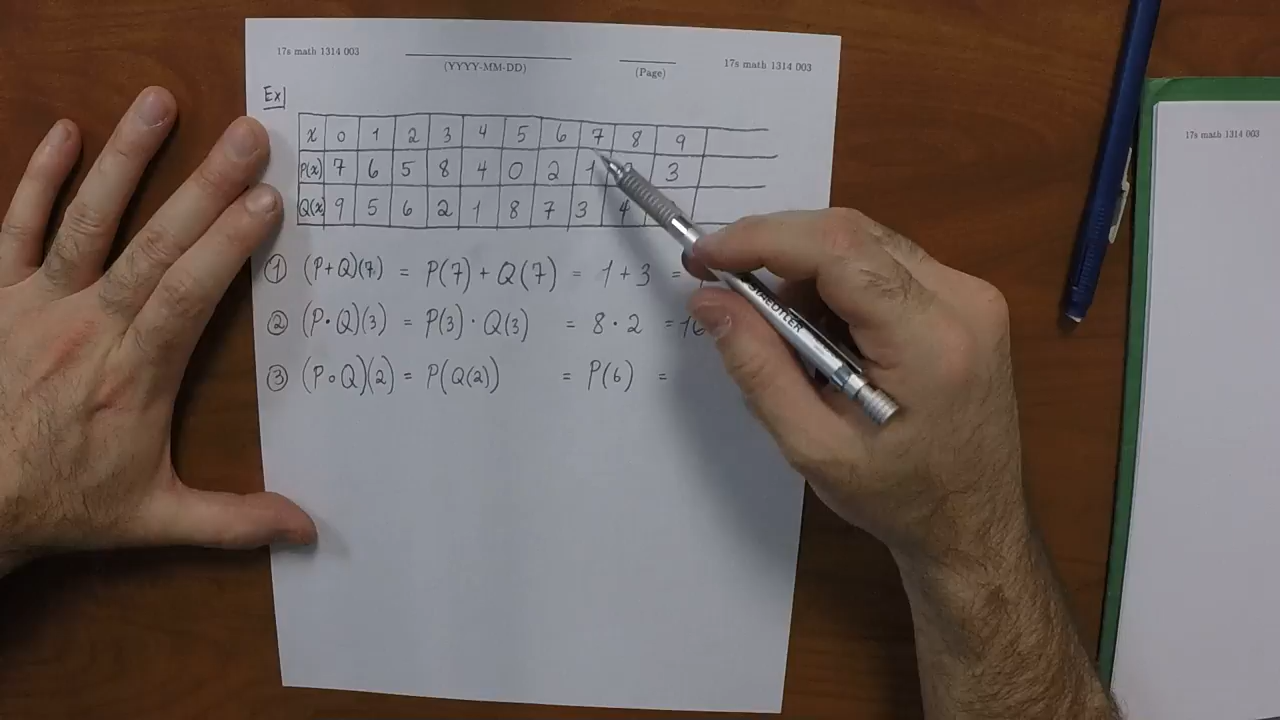 17s math 1314 003 (YYYY-MM-DD) (Page) 17s math 1314 003
Ex
x 0 1 2 3 4 5 6 7 8 9
P(x) 7 6 5 8 4 0 2 1 3
Q(x) 9 5 6 2 1 8 7 3 4
① (P+Q)(7) = P(7) + Q(7) = 1 + 3 =
② (P·Q)(3) = P(3) · Q(3) = 8 · 2 = 16
③ (P∘Q)(2) = P(Q(2)) = P(6) =
17s math 1314 003
STAEDTLER